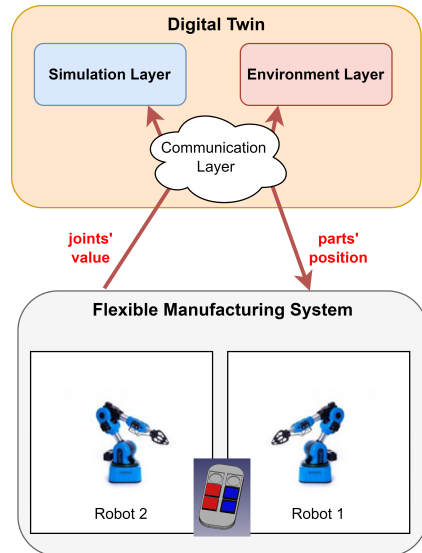 Digital Twin
Simulation Layer
Environment Layer
Communication
Layer
joints'
value
parts'
position
Flexible Manufacturing System
Robot 2
Robot 1